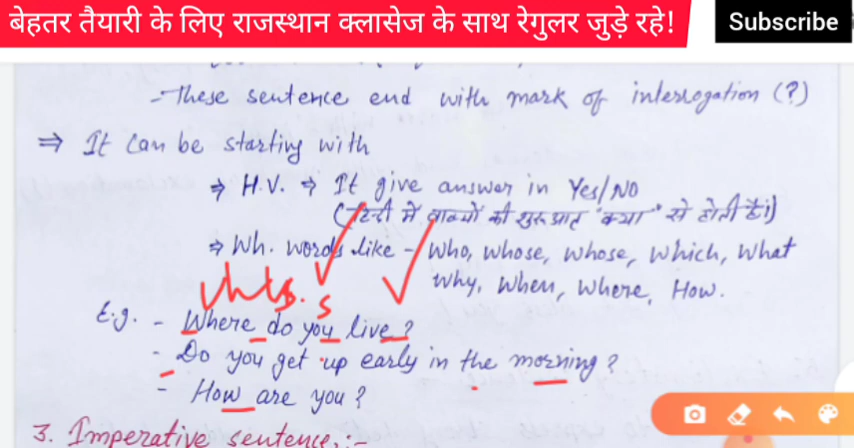 बेहतर तैयारी के लिए राजस्थान क्लासेज के साथ रेगुलर जुड़े रहे!
Subscribe
- These sentence end with mark of interrogation (?)
⇒ It can be starting with
⇒ H.V. ⇒ It give answer in Yes/NO
(हिन्दी में वाक्यों की शुरुआत "क्या" से होती है।)
⇒ Wh. words like - Who, whose, whose, which, what
Why, When, Where, How.
E.g. - Where do you live?
- Do you get up early in the morning?
- How are you?
3. Imperative sentence:-